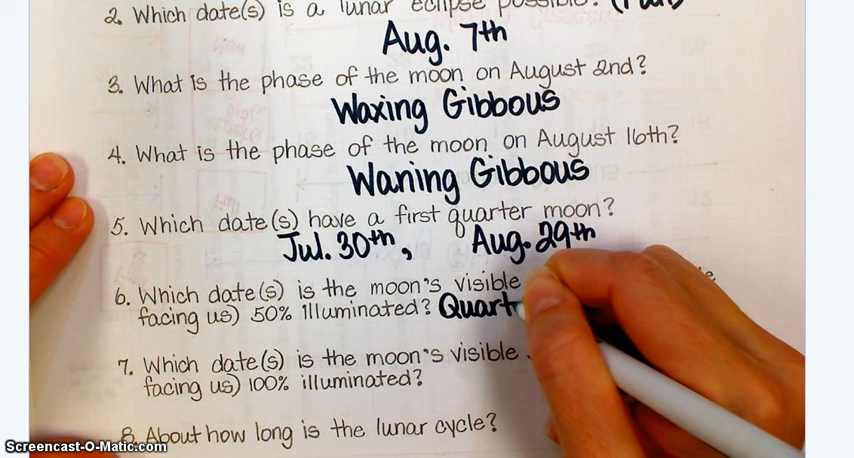 2. Which date(s) is a lunar eclipse possible?
Aug. 7th
3. What is the phase of the moon on August 2nd?
Waxing Gibbous
4. What is the phase of the moon on August 16th?
Waning Gibbous
5. Which date(s) have a first quarter moon?
Jul. 30th, Aug. 29th
6. Which date(s) is the moon's visible
facing us) 50% illuminated? Quart
7. Which date(s) is the moon's visible
facing us) 100% illuminated?
8. About how long is the lunar cycle?
Screencast-O-Matic.com